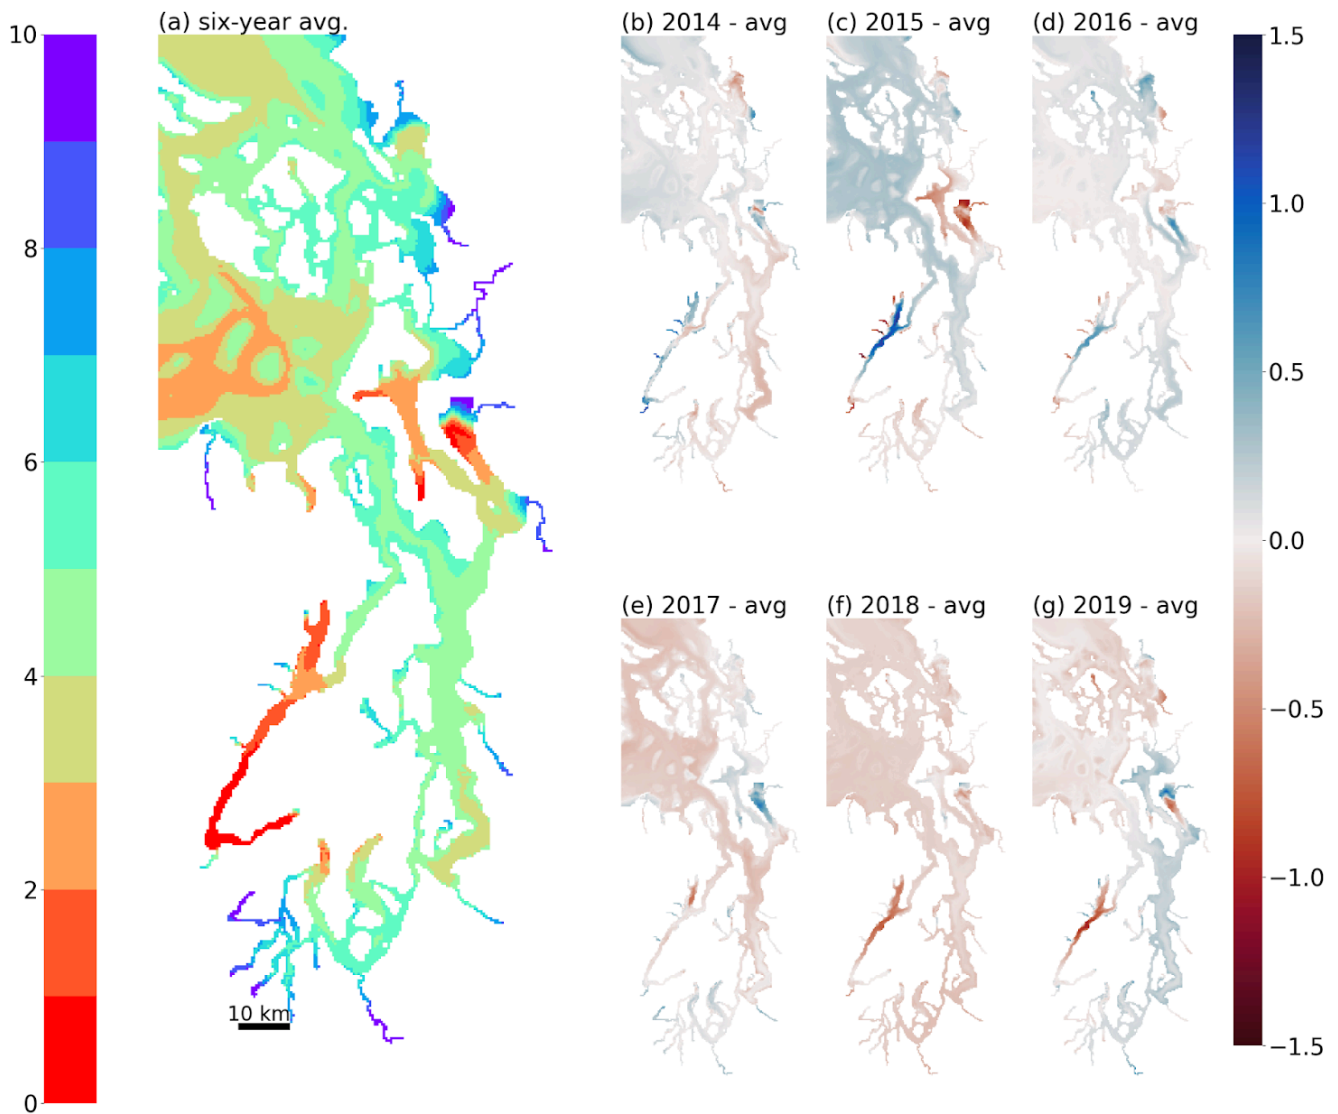 (a) six-year avg.
(b) 2014 - avg
(c) 2015 - avg
(d) 2016 - avg
10
8
6
4
2
0
10 km
1.5
1.0
0.5
0.0
−0.5
−1.0
−1.5
(e) 2017 - avg
(f) 2018 - avg
(g) 2019 - avg